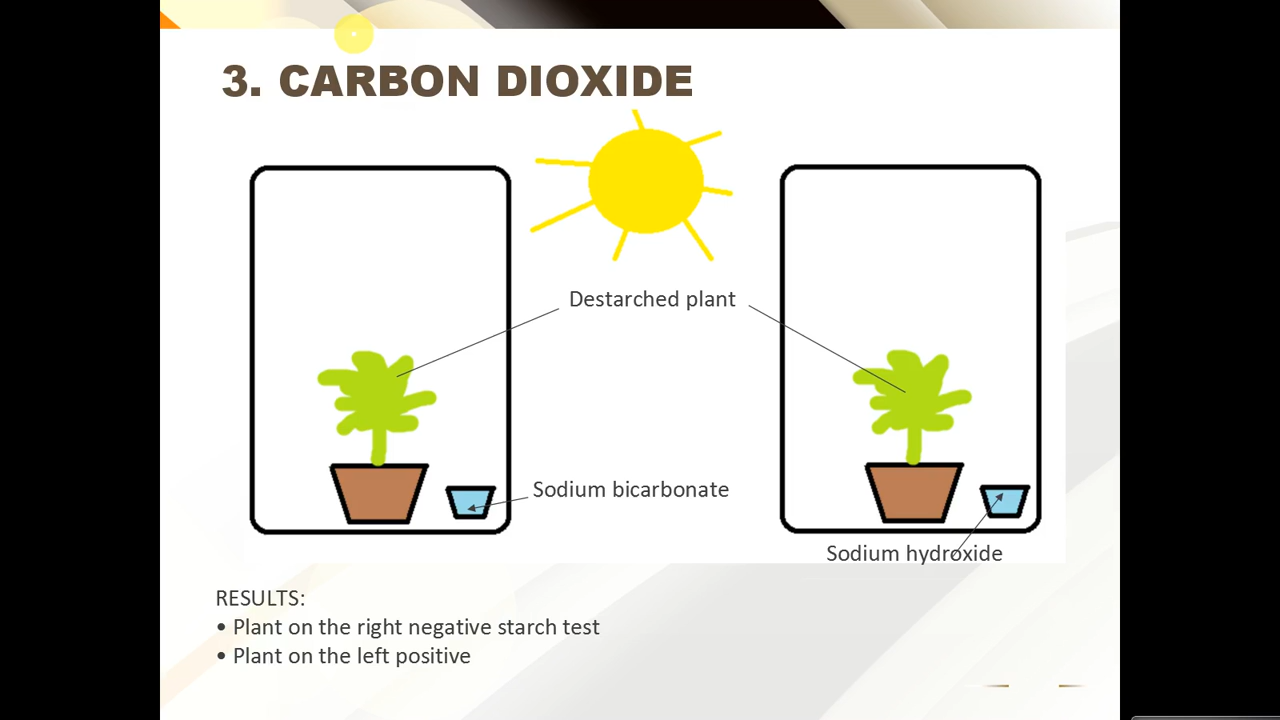 3. CARBON DIOXIDE
Destarched plant
Sodium bicarbonate
Sodium hydroxide
RESULTS:
• Plant on the right negative starch test
• Plant on the left positive